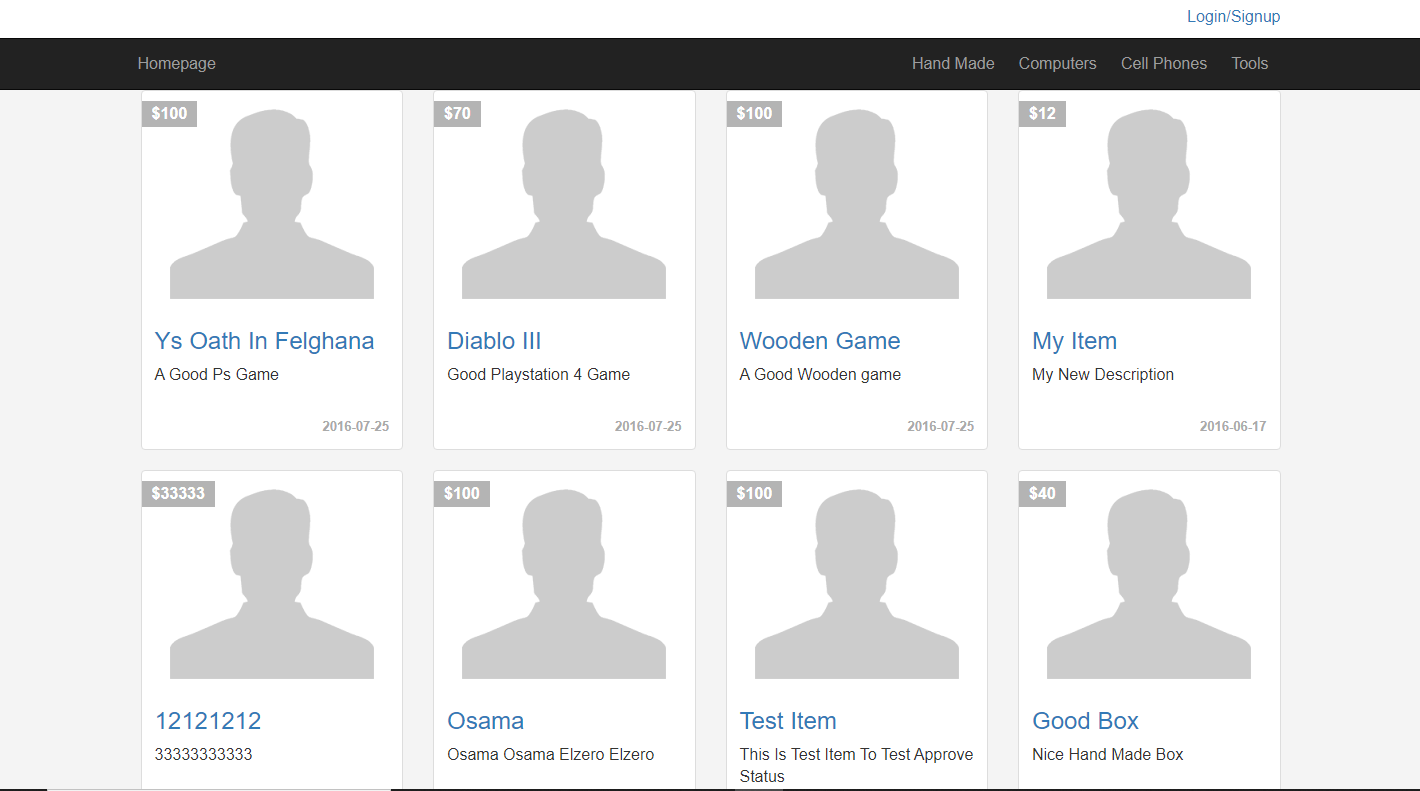 Login/Signup
Homepage
Hand Made
Computers
Cell Phones
Tools
$100
Ys Oath In Felghana
A Good Ps Game
2016-07-25
$70
Diablo III
Good Playstation 4 Game
2016-07-25
$100
Wooden Game
A Good Wooden game
2016-07-25
$12
My Item
My New Description
2016-06-17
$33333
12121212
33333333333
$100
Osama
Osama Osama Elzero Elzero
$100
Test Item
This Is Test Item To Test Approve
Status
$40
Good Box
Nice Hand Made Box